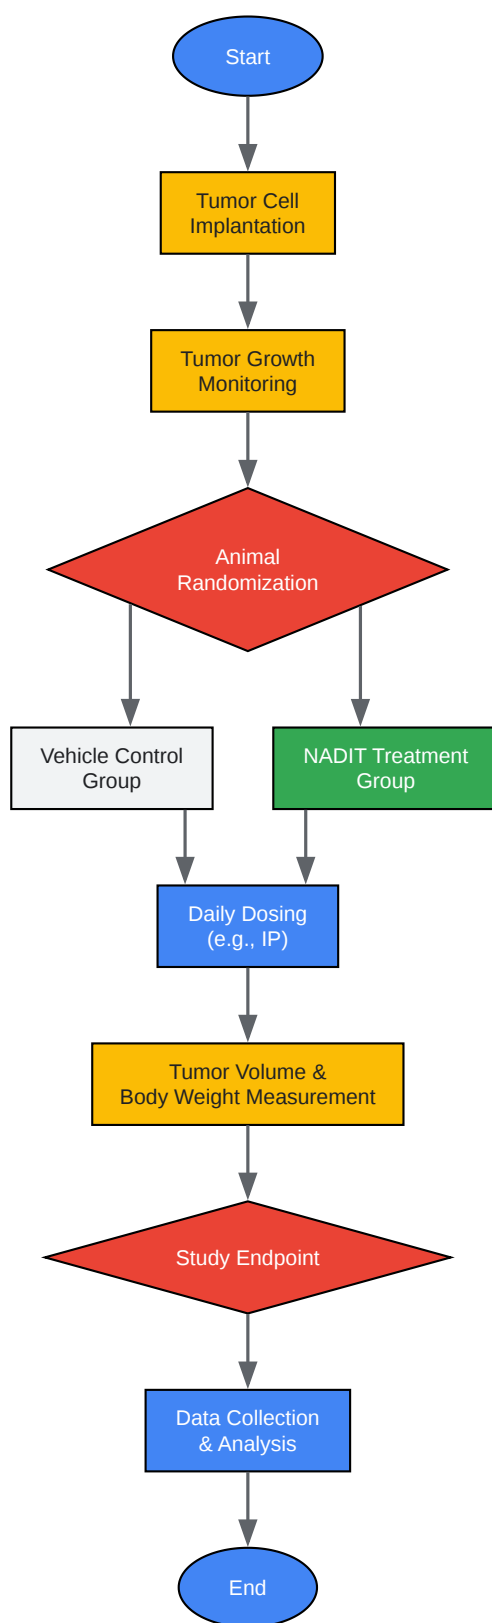 Start
Tumor Cell
Implantation
Tumor Growth
Monitoring
Animal
Randomization
Vehicle Control
Group
NADIT Treatment
Group
Daily Dosing
(e.g., IP)
Tumor Volume &
Body Weight Measurement
Study Endpoint
Data Collection
& Analysis
End